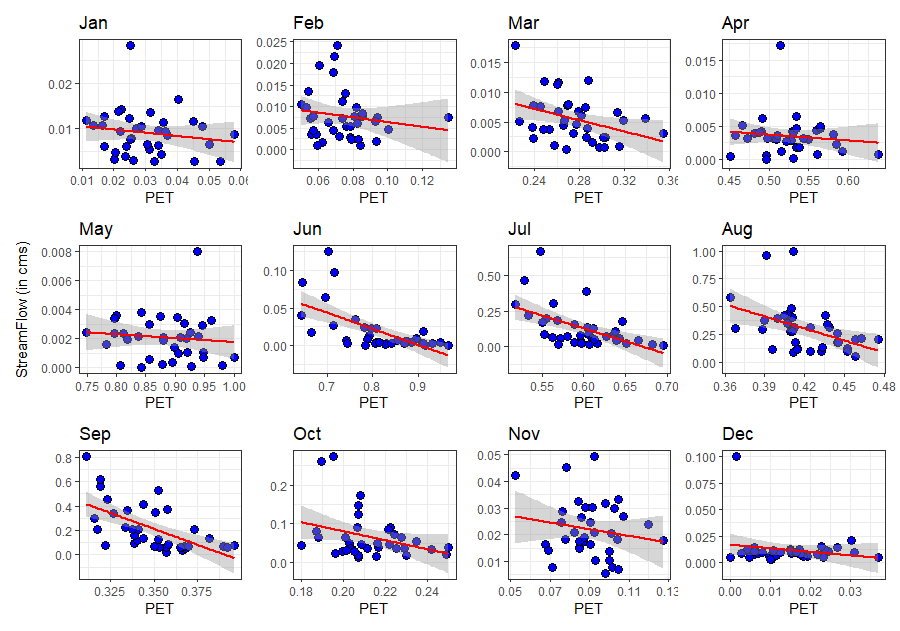 Jan Feb Mar Apr
0.02
0.01
0.01 0.02 0.03 0.04 0.05
PET
0.025
0.020
0.015
0.010
0.005
0.000
0.06 0.08 0.10 0.12
PET
0.015
0.010
0.005
0.000
0.24 0.28 0.32 0.36
PET
0.015
0.010
0.005
0.000
0.45 0.50 0.55 0.60
PET
StreamFlow (in cms)
May Jun Jul Aug
0.008
0.006
0.004
0.002
0.000
0.75 0.80 0.85 0.90 0.95 1.00
PET
0.10
0.05
0.00
0.7 0.8 0.9
PET
0.50
0.25
0.00
0.55 0.60 0.65 0.70
PET
1.00
0.75
0.50
0.25
0.00
0.36 0.39 0.42 0.45 0.48
PET
Sep Oct Nov Dec
0.8
0.6
0.4
0.2
0.0
0.325 0.350 0.375
PET
0.2
0.1
0.0
0.18 0.20 0.22 0.24
PET
0.05
0.04
0.03
0.02
0.01
0.05 0.07 0.09 0.11
PET
0.100
0.075
0.050
0.025
0.000
0.00 0.01 0.02 0.03
PET